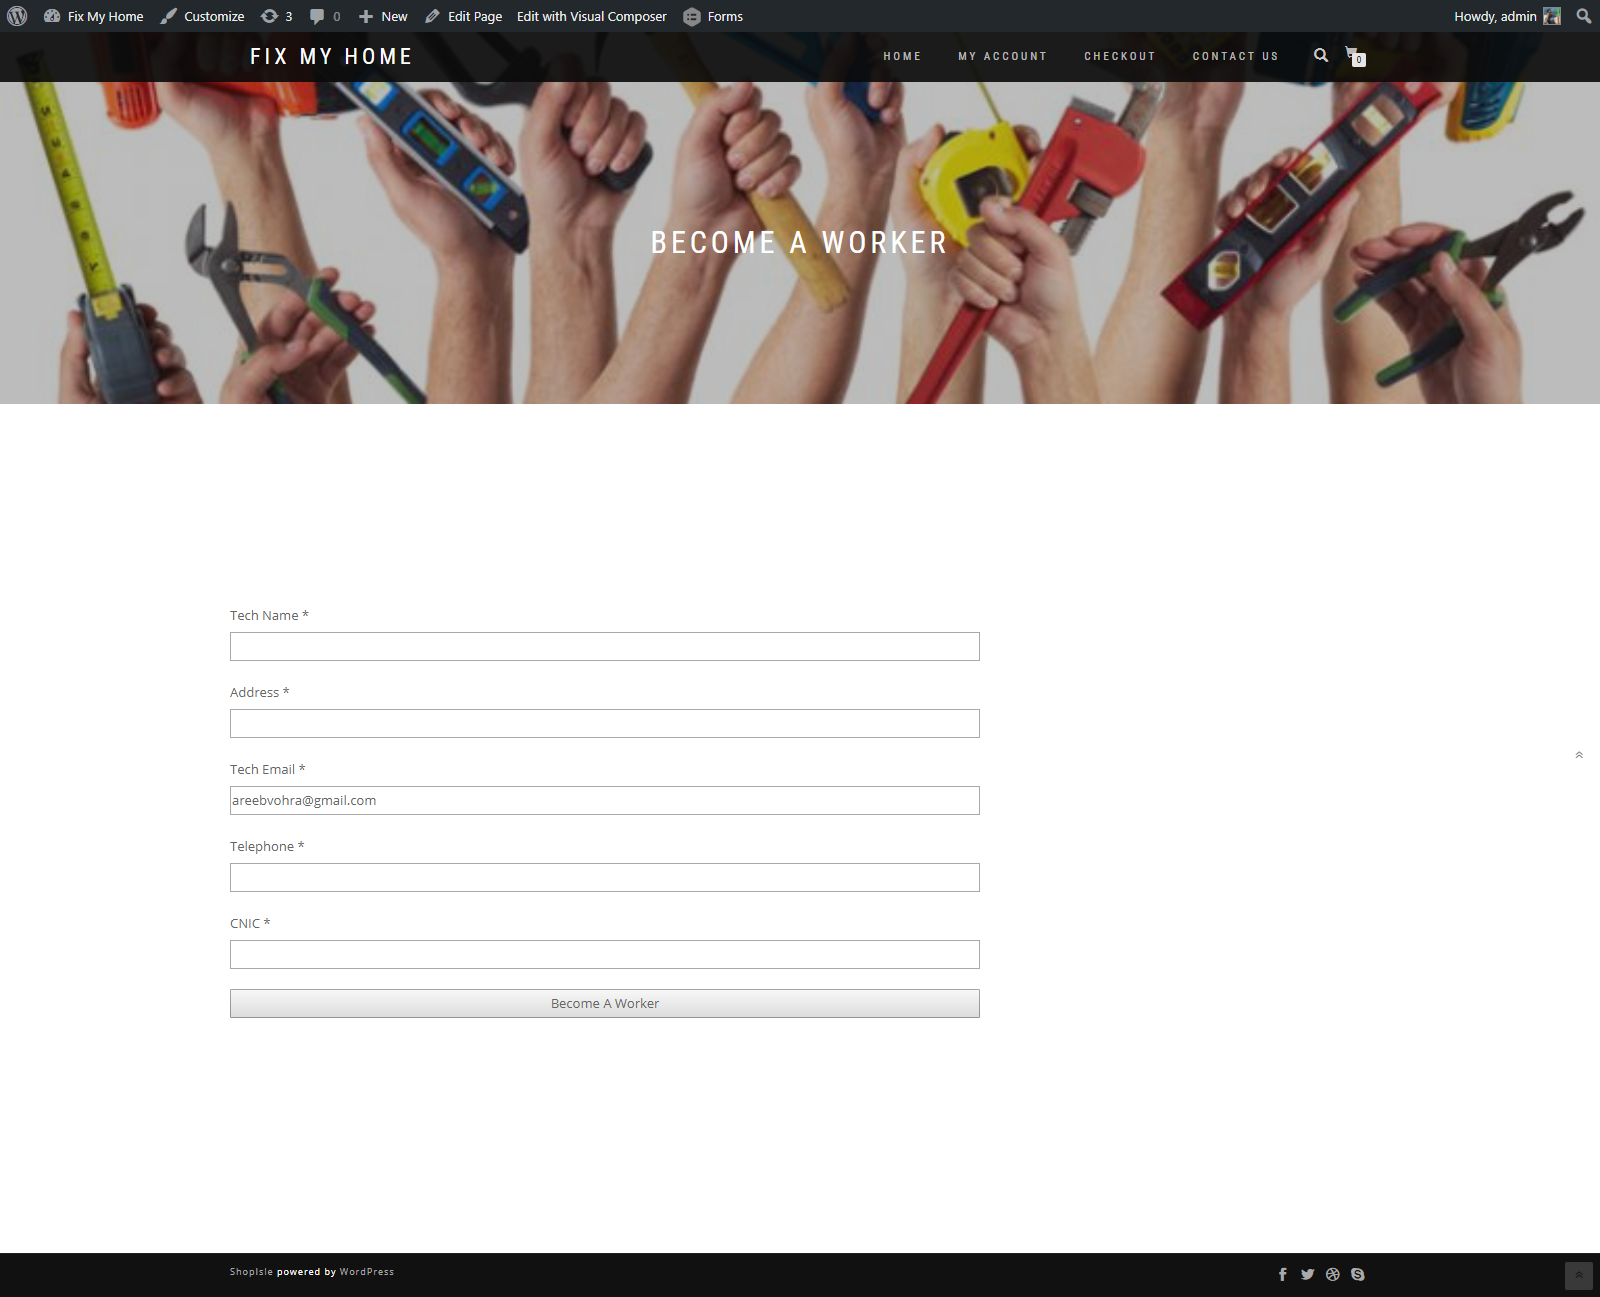 Fix My Home Customize 3 0 New Edit Page Edit with Visual Composer Forms Howdy, admin
FIX MY HOME HOME MY ACCOUNT CHECKOUT CONTACT US 0
BECOME A WORKER
Tech Name *
Address *
Tech Email *
areebvohra@gmail.com
Telephone *
CNIC *
Become A Worker
ShopIsle powered by WordPress